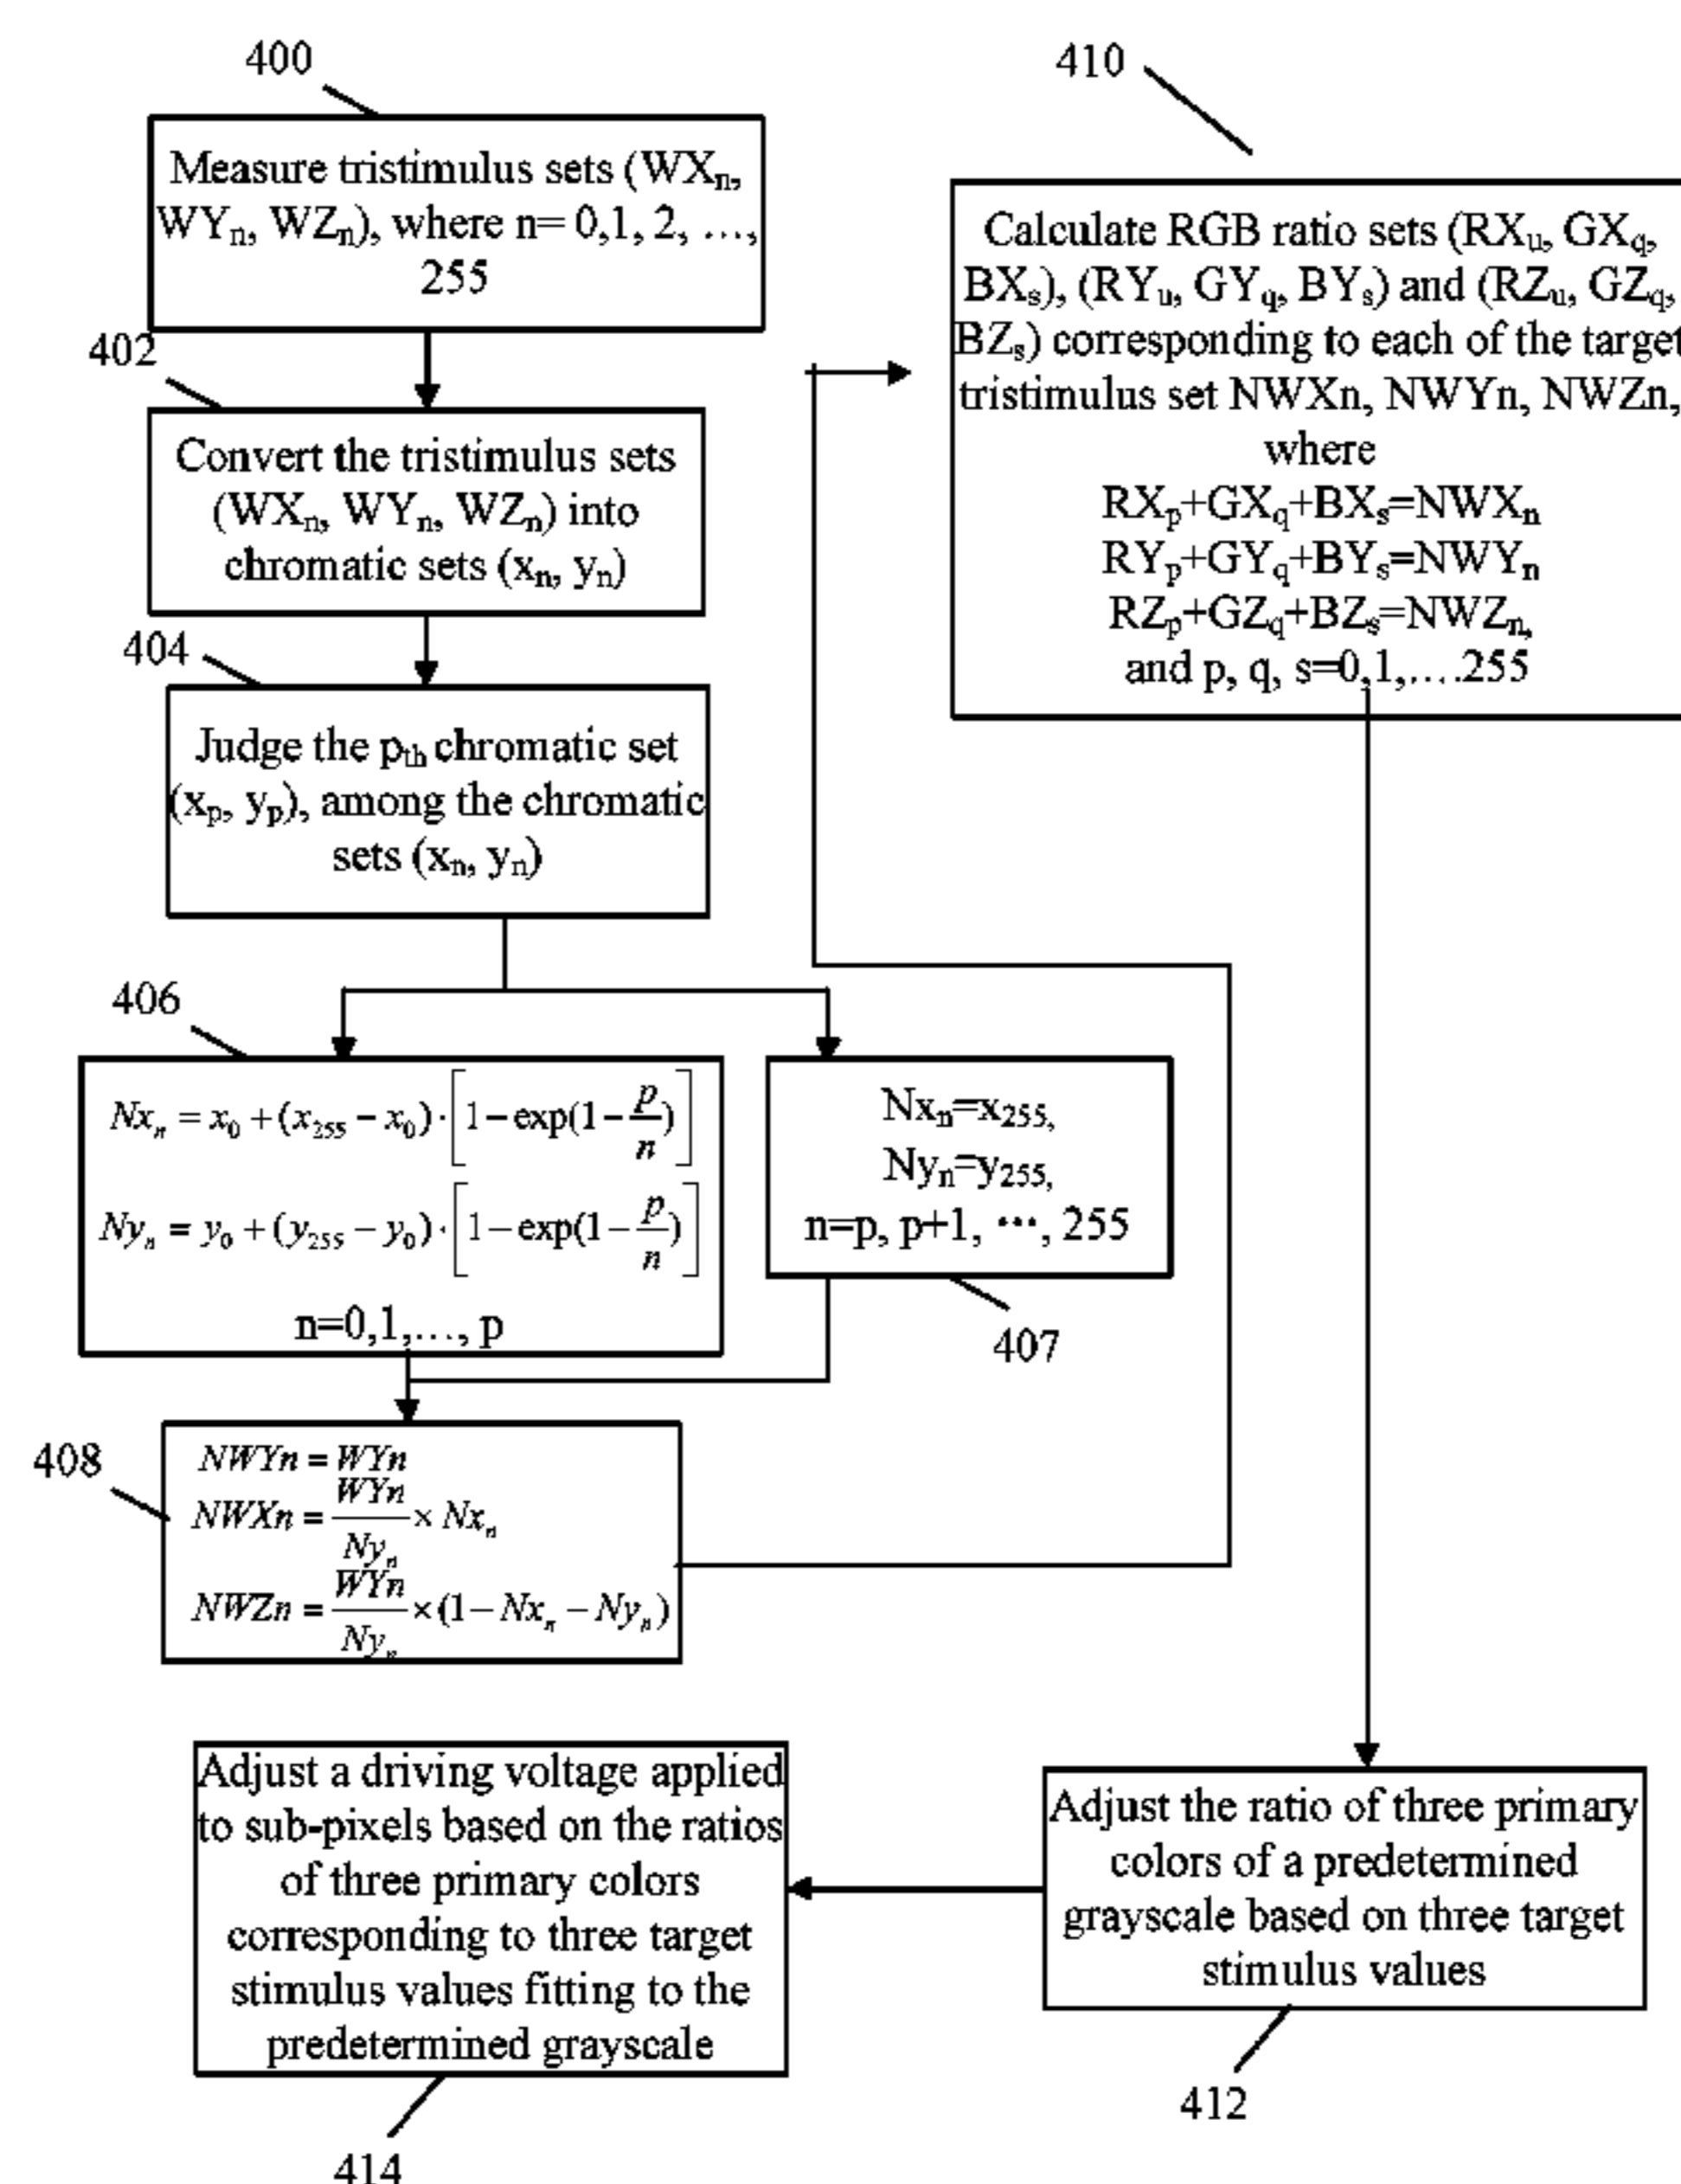 400
Measure tristimulus sets (WXₙ,
WYₙ, WZₙ), where n= 0,1, 2, ...,
255
402
Convert the tristimulus sets
(WXₙ, WYₙ, WZₙ) into
chromatic sets (xₙ, yₙ)
404
Judge the pth chromatic set
(xₚ, yₚ), among the chromatic
sets (xₙ, yₙ)
406
Nxₙ = x₀ + (x₂₅₅ − x₀) · [1 − exp(1 − p/n)]
Nyₙ = y₀ + (y₂₅₅ − y₀) · [1 − exp(1 − p/n)]
n=0,1,..., p
Nxₙ=x₂₅₅,
Nyₙ=y₂₅₅,
n=p, p+1, ···, 255
407
408
NWYn = WYn
NWXn = WYn/Nyₙ × Nxₙ
NWZn = WYn/Nyₙ × (1 − Nxₙ − Nyₙ)
410
Calculate RGB ratio sets (RXᵤ, GX_q,
BXₛ), (RYᵤ, GY_q, BYₛ) and (RZᵤ, GZ_q,
BZₛ) corresponding to each of the target
tristimulus set NWXn, NWYn, NWZn,
where
RXₚ+GX_q+BXₛ=NWXₙ
RYₚ+GY_q+BYₛ=NWYₙ
RZₚ+GZ_q+BZₛ=NWZₙ,
and p, q, s=0,1,....255
Adjust the ratio of three primary
colors of a predetermined
grayscale based on three target
stimulus values
412
Adjust a driving voltage applied
to sub-pixels based on the ratios
of three primary colors
corresponding to three target
stimulus values fitting to the
predetermined grayscale
414